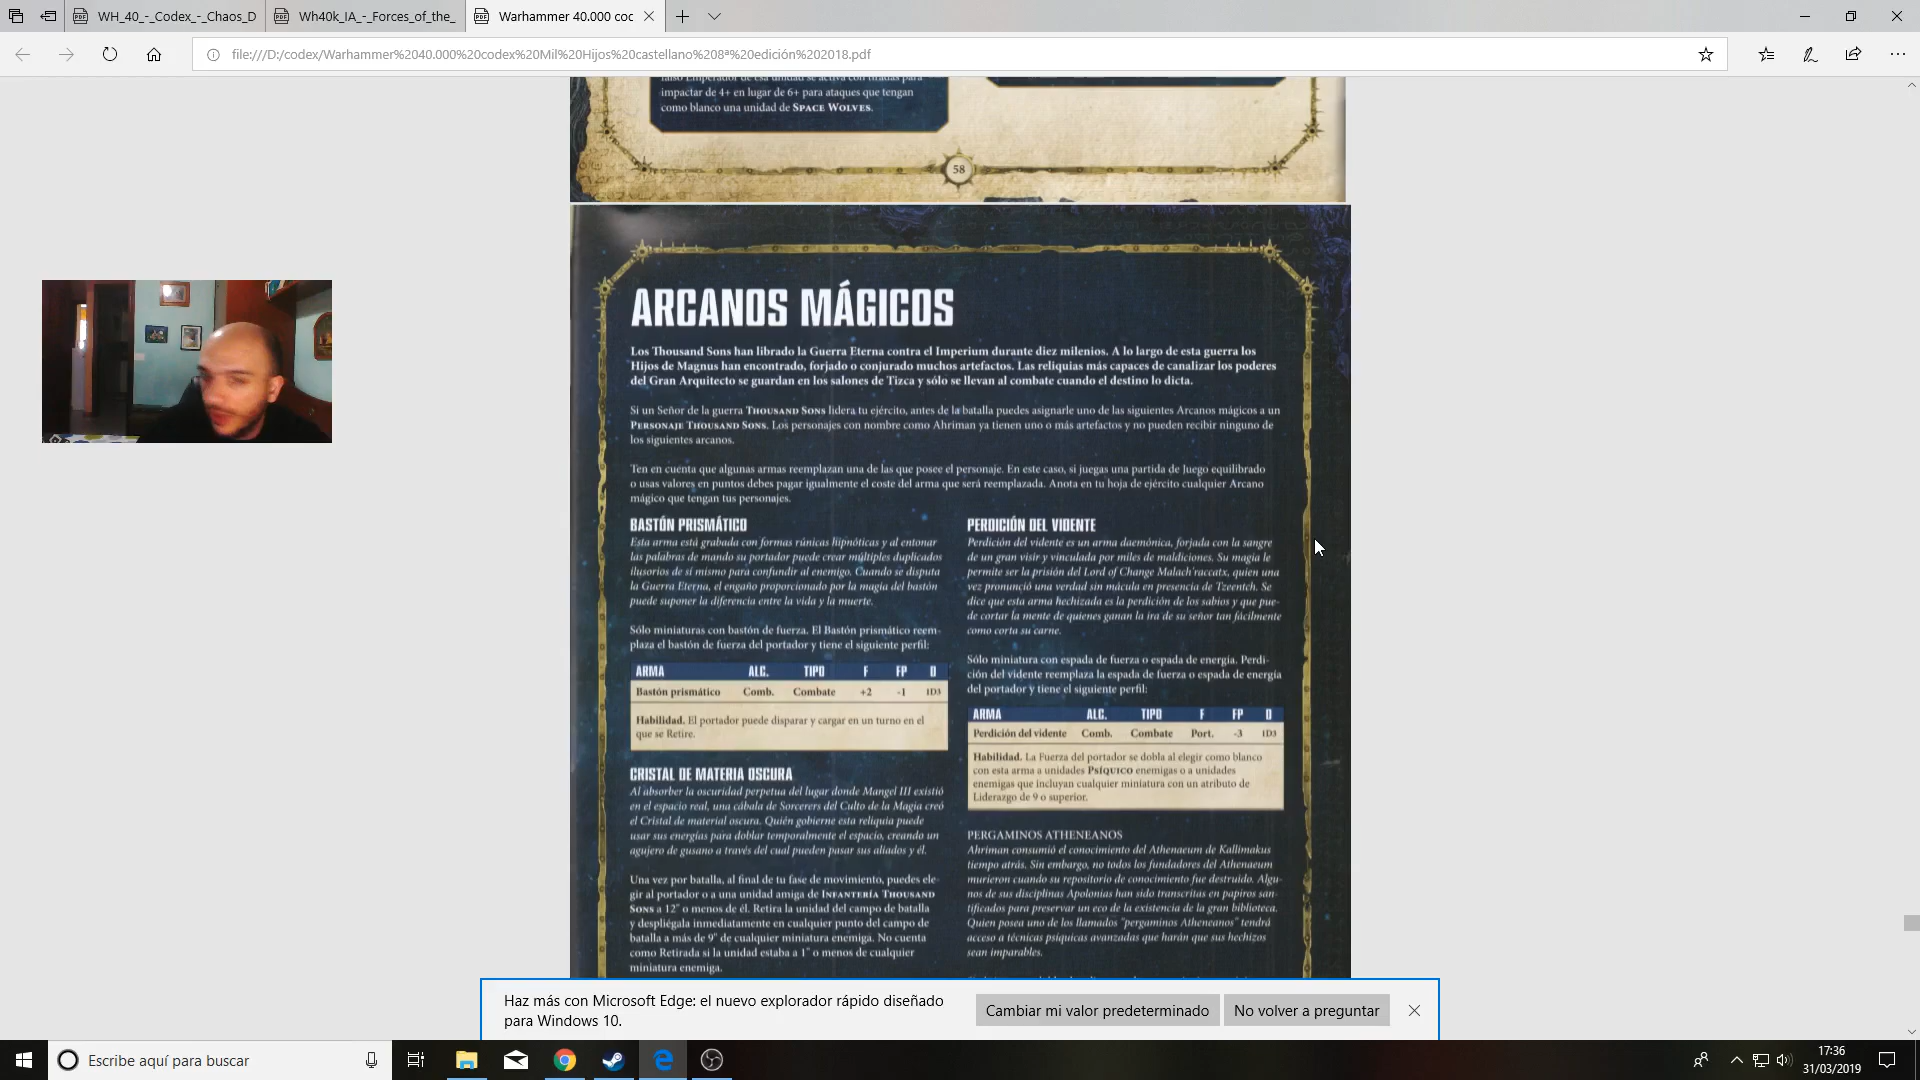 WH_40_-_Codex_-_Chaos_D
Wh40k_IA_-_Forces_of_the_
Warhammer 40.000 coc
file:///D:/codex/Warhammer%2040.000%20codex%20Mil%20Hijos%20castellano%208ª%20edición%202018.pdf
falso Emperador de esa unidad se activa con tiradas para
impactar de 4+ en lugar de 6+ para ataques que tengan
como blanco una unidad de SPACE WOLVES.
58
ARCANOS MÁGICOS
Los Thousand Sons han librado la Guerra Eterna contra el Imperium durante diez milenios. A lo largo de esta guerra los
Hijos de Magnus han encontrado, forjado o conjurado muchos artefactos. Las reliquias más capaces de canalizar los poderes
del Gran Arquitecto se guardan en los salones de Tizca y sólo se llevan al combate cuando el destino lo dicta.
Si un Señor de la guerra THOUSAND SONS lidera tu ejército, antes de la batalla puedes asignarle uno de las siguientes Arcanos mágicos a un
PERSONAJE THOUSAND SONS. Los personajes con nombre como Ahriman ya tienen uno o más artefactos y no pueden recibir ninguno de
los siguientes arcanos.
Ten en cuenta que algunas armas reemplazan una de las que posee el personaje. En este caso, si juegas una partida de Juego equilibrado
o usas valores en puntos debes pagar igualmente el coste del arma que será reemplazada. Anota en tu hoja de ejército cualquier Arcano
mágico que tengan tus personajes.
BASTÓN PRISMÁTICO
Esta arma está grabada con formas rúnicas hipnóticas y al entonar
las palabras de mando su portador puede crear múltiples duplicados
ilusorios de sí mismo para confundir al enemigo. Cuando se disputa
la Guerra Eterna, el engaño proporcionado por la magia del bastón
puede suponer la diferencia entre la vida y la muerte.
Sólo miniaturas con bastón de fuerza. El Bastón prismático reem-
plaza el bastón de fuerza del portador y tiene el siguiente perfil:
ARMA ALC. TIPO F FP D
Bastón prismático Comb. Combate +2 -1 1D3
Habilidad. El portador puede disparar y cargar en un turno en el
que se Retire.
CRISTAL DE MATERIA OSCURA
Al absorber la oscuridad perpetua del lugar donde Mangel III existió
en el espacio real, una cábala de Sorcerers del Culto de la Magia creó
el Cristal de material oscura. Quién gobierne esta reliquia puede
usar sus energías para doblar temporalmente el espacio, creando un
agujero de gusano a través del cual pueden pasar sus aliados y él.
Una vez por batalla, al final de tu fase de movimiento, puedes ele-
gir al portador o a una unidad amiga de INFANTERÍA THOUSAND
SONS a 12" o menos de él. Retira la unidad del campo de batalla
y despliégala inmediatamente en cualquier punto del campo de
batalla a más de 9" de cualquier miniatura enemiga. No cuenta
como Retirada si la unidad estaba a 1" o menos de cualquier
miniatura enemiga.
PERDICIÓN DEL VIDENTE
Perdición del vidente es un arma daemónica, forjada con la sangre
de un gran visir y vinculada por miles de maldiciones. Su magia le
permite ser la prisión del Lord of Change Malach'raccatx, quien una
vez pronunció una verdad sin mácula en presencia de Tzeentch. Se
dice que esta arma hechizada es la perdición de los sabios y que pue-
de cortar la mente de quienes ganan la ira de su señor tan fácilmente
como corta su carne.
Sólo miniatura con espada de fuerza o espada de energía. Perdi-
ción del vidente reemplaza la espada de fuerza o espada de energía
del portador y tiene el siguiente perfil:
ARMA ALC. TIPO F FP D
Perdición del vidente Comb. Combate Port. -3 1D3
Habilidad. La Fuerza del portador se dobla al elegir como blanco
con esta arma a unidades PSÍQUICO enemigas o a unidades
enemigas que incluyan cualquier miniatura con un atributo de
Liderazgo de 9 o superior.
PERGAMINOS ATHENEANOS
Ahriman consumió el conocimiento del Athenaeum de Kallimakus
tiempo atrás. Sin embargo, no todos los fundadores del Athenaeum
murieron cuando su repositorio de conocimiento fue destruido. Algu-
nos de sus disciplinas Apolonias han sido transcritas en papiros san-
tificados para preservar un eco de la existencia de la gran biblioteca.
Quien posea uno de los llamados "pergaminos Atheneanos" tendrá
acceso a técnicas psíquicas avanzadas que harán que sus hechizos
sean imparables.
Haz más con Microsoft Edge: el nuevo explorador rápido diseñado
para Windows 10.
Cambiar mi valor predeterminado
No volver a preguntar
Escribe aquí para buscar
17:36
31/03/2019